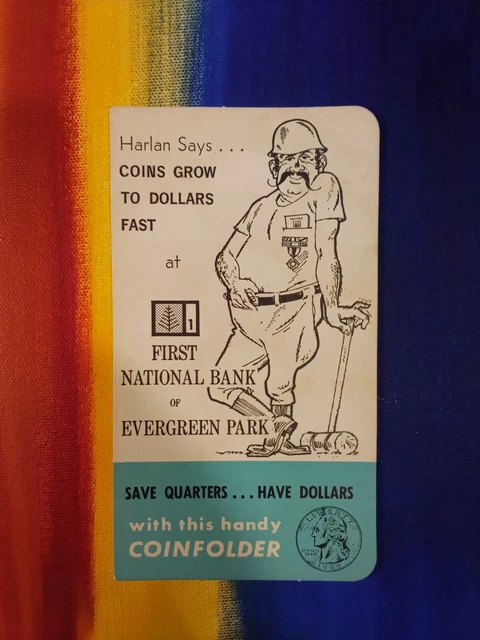 Harlan Says . . .
COINS GROW
TO DOLLARS
FAST
at
1
FIRST
NATIONAL BANK
OF
EVERGREEN PARK
SAVE QUARTERS . . . HAVE DOLLARS
with this handy
COINFOLDER
LIBERTY